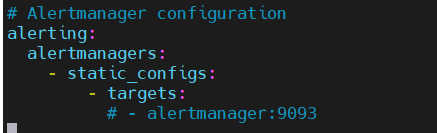 # Alertmanager configuration
alerting:
  alertmanagers:
    - static_configs:
        - targets:
          # - alertmanager:9093